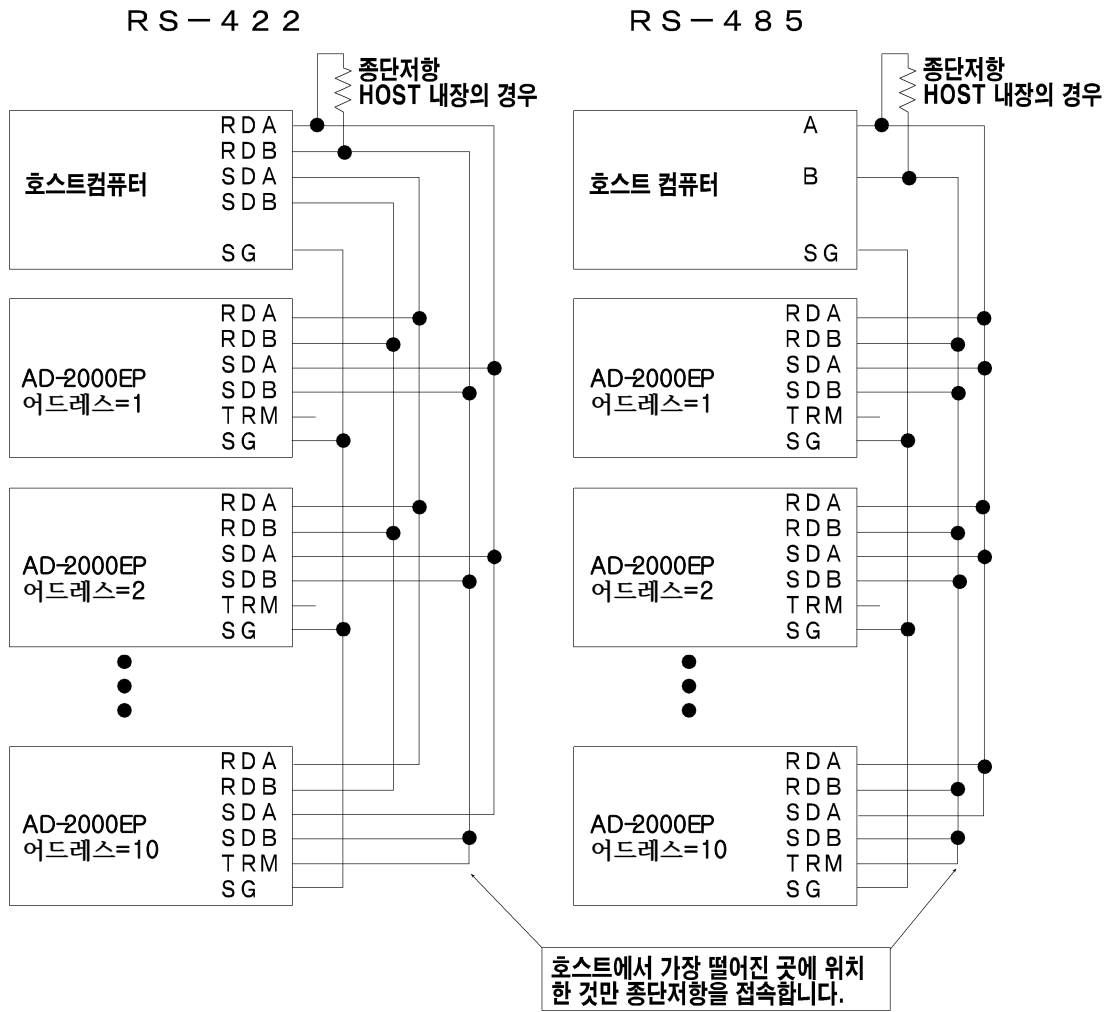 RS-422
종단저항
HOST 내장의 경우
호스트컴퓨터
RDA
RDB
SDA
SDB
SG
AD-2000EP
어드레스=1
RDA
RDB
SDA
SDB
TRM
SG
AD-2000EP
어드레스=2
RDA
RDB
SDA
SDB
TRM
SG
AD-2000EP
어드레스=10
RDA
RDB
SDA
SDB
TRM
SG
RS-485
종단저항
HOST 내장의 경우
호스트 컴퓨터
A
B
SG
AD-2000EP
어드레스=1
RDA
RDB
SDA
SDB
TRM
SG
AD-2000EP
어드레스=2
RDA
RDB
SDA
SDB
TRM
SG
AD-2000EP
어드레스=10
RDA
RDB
SDA
SDB
TRM
SG
호스트에서 가장 떨어진 곳에 위치
한 것만 종단저항을 접속합니다.